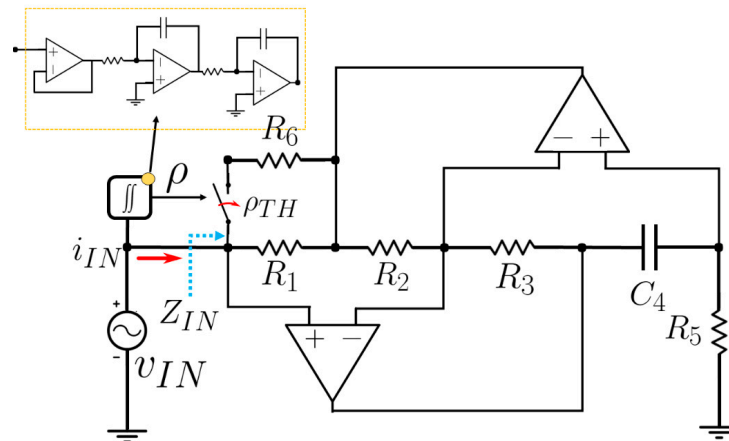 R6
∬
ρ
ρTH
iIN
ZIN
R1
R2
R3
C4
R5
vIN
+
-
+
−
−
+
+
−
+
−
+
−
+